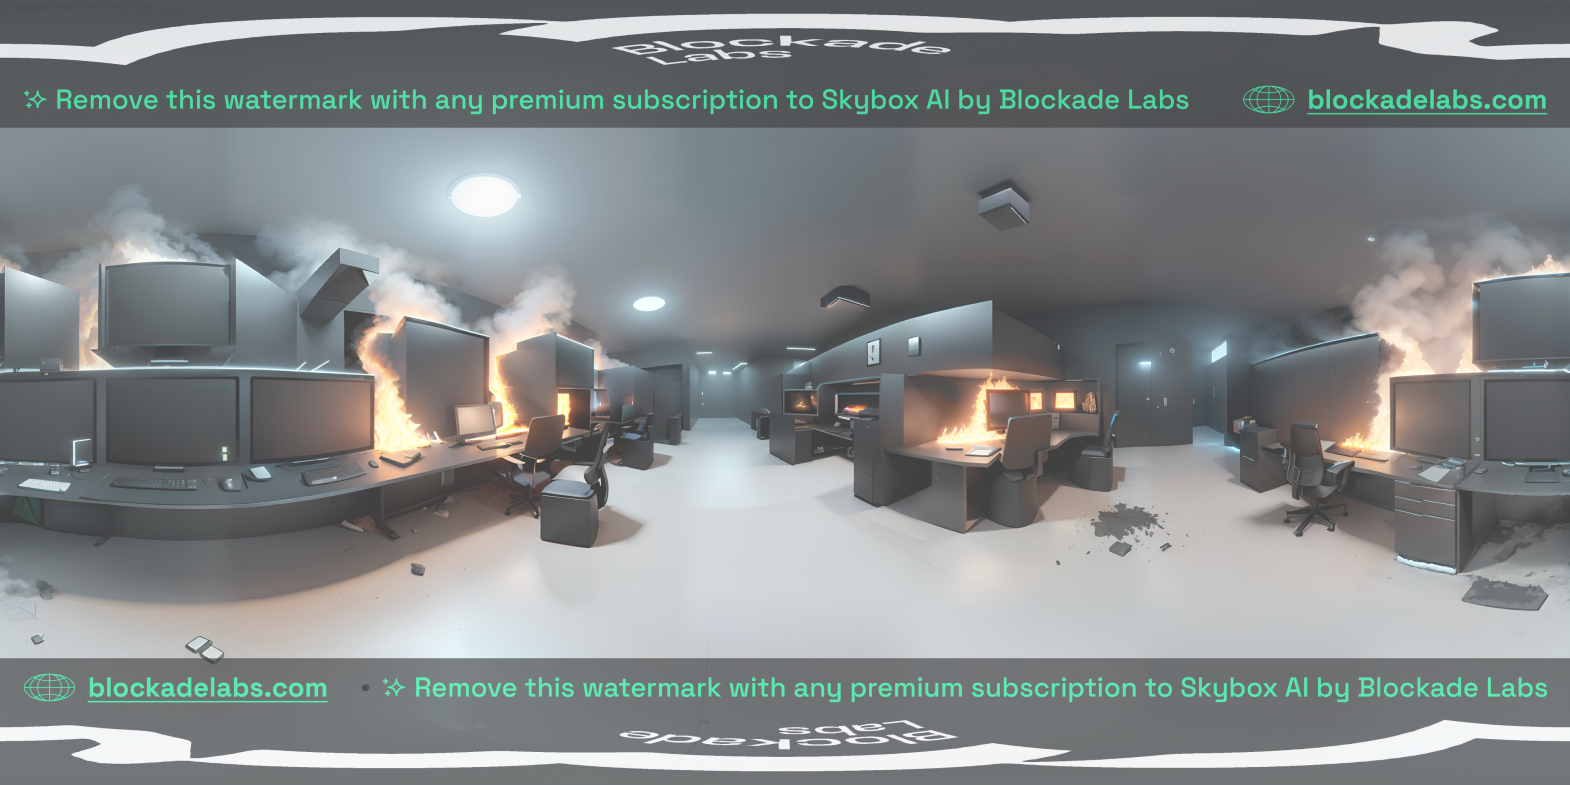 Blockade
Labs
Remove this watermark with any premium subscription to Skybox AI by Blockade Labs
blockadelabs.com
blockadelabs.com
Remove this watermark with any premium subscription to Skybox AI by Blockade Labs
Labs
Blockade